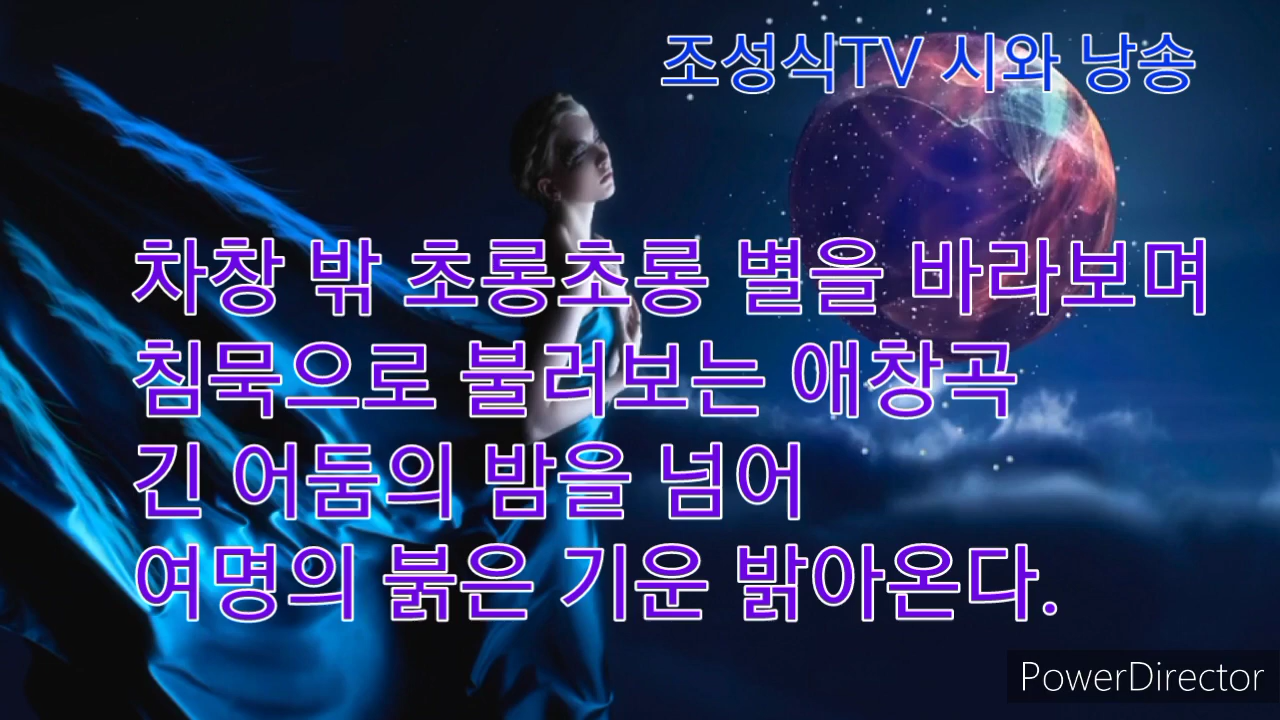 조성식TV 시와 낭송
차창 밖 초롱초롱 별을 바라보며
침묵으로 불러보는 애창곡
긴 어둠의 밤을 넘어
여명의 붉은 기운 밝아온다.
PowerDirector